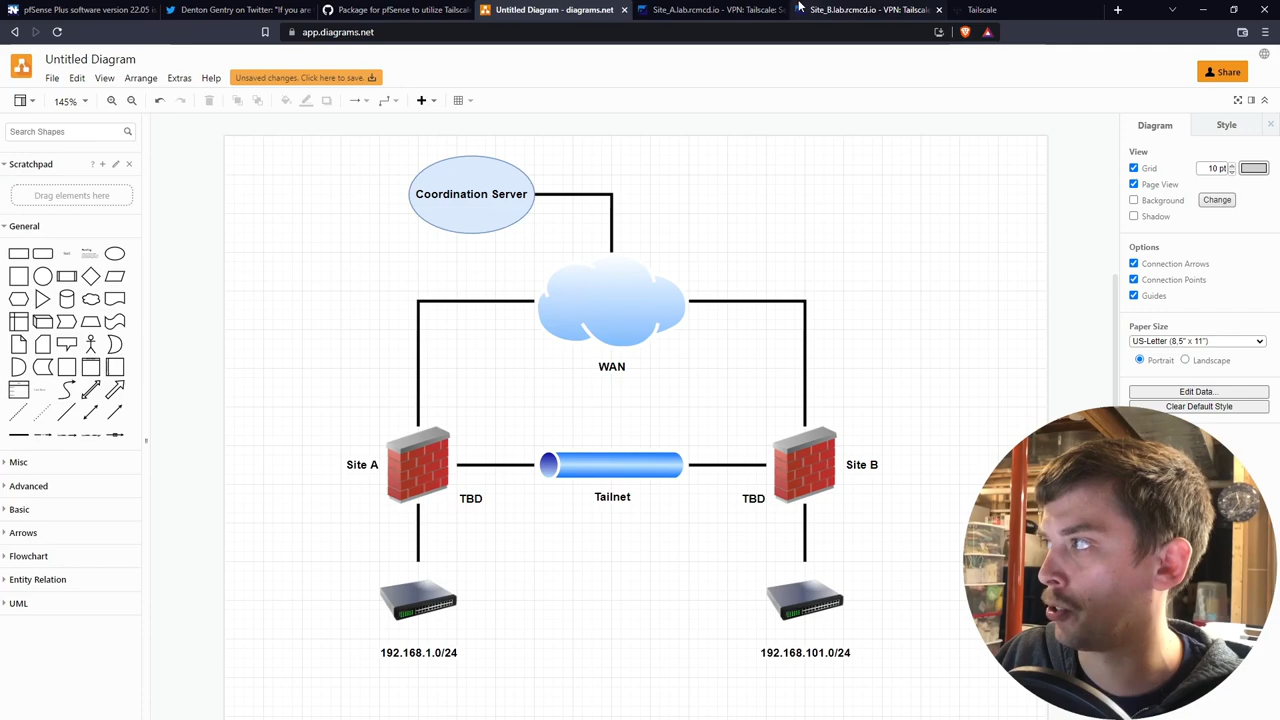 pfSense Plus software version 22.05 is
Denton Gentry on Twitter: "If you are
Package for pfSense to utilize Tailscal
Untitled Diagram - diagrams.net
Site_A.lab.rcmd.io - VPN: Tailscale: Se
Site_B.lab.rcmd.io - VPN: Tailscale:
Tailscale
app.diagrams.net
Untitled Diagram
File Edit View Arrange Extras Help
Unsaved changes. Click here to save.
Share
145%
Search Shapes
Scratchpad
Drag elements here
General
Misc
Advanced
Basic
Arrows
Flowchart
Entity Relation
UML
Coordination Server
WAN
Site A
TBD
Tailnet
TBD
Site B
192.168.1.0/24
192.168.101.0/24
Diagram
Style
View
Grid
10 pt
Page View
Background
Change
Shadow
Options
Connection Arrows
Connection Points
Guides
Paper Size
US-Letter (8,5" x 11")
Portrait
Landscape
Edit Data...
Clear Default Style